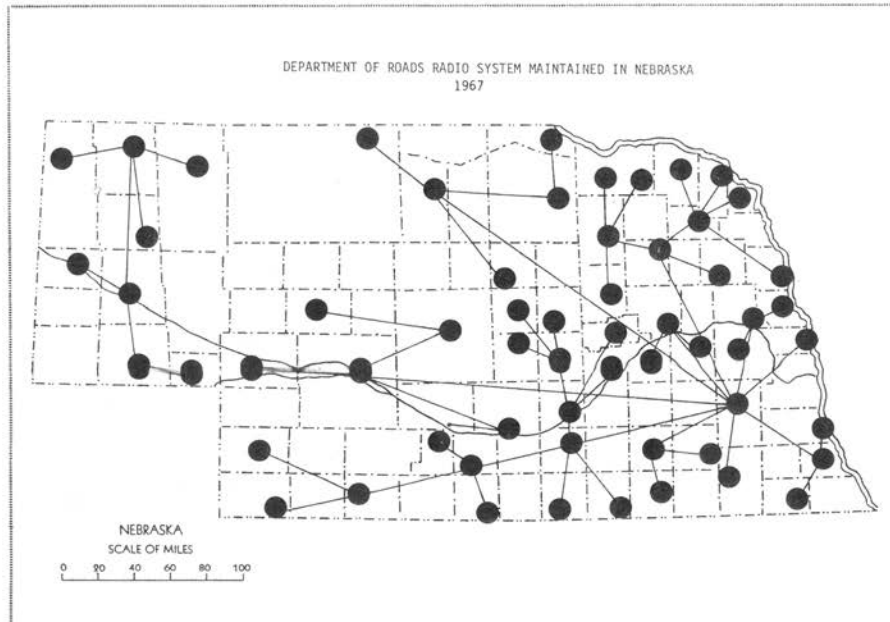 DEPARTMENT OF ROADS RADIO SYSTEM MAINTAINED IN NEBRASKA
1967
NEBRASKA
SCALE OF MILES
0 20 40 60 80 100